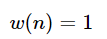 w(n) = 1